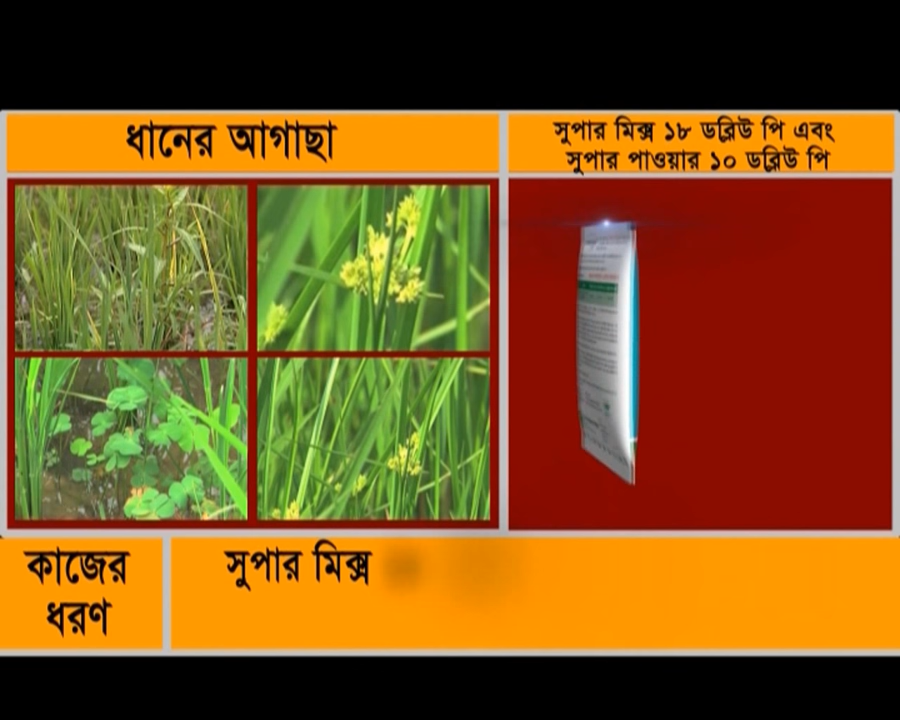 ধানের আগাছা
সুপার মিক্স ১৮ ডব্লিউ পি এবং
সুপার পাওয়ার ১০ ডব্লিউ পি
কাজের
ধরণ
সুপার মিক্স